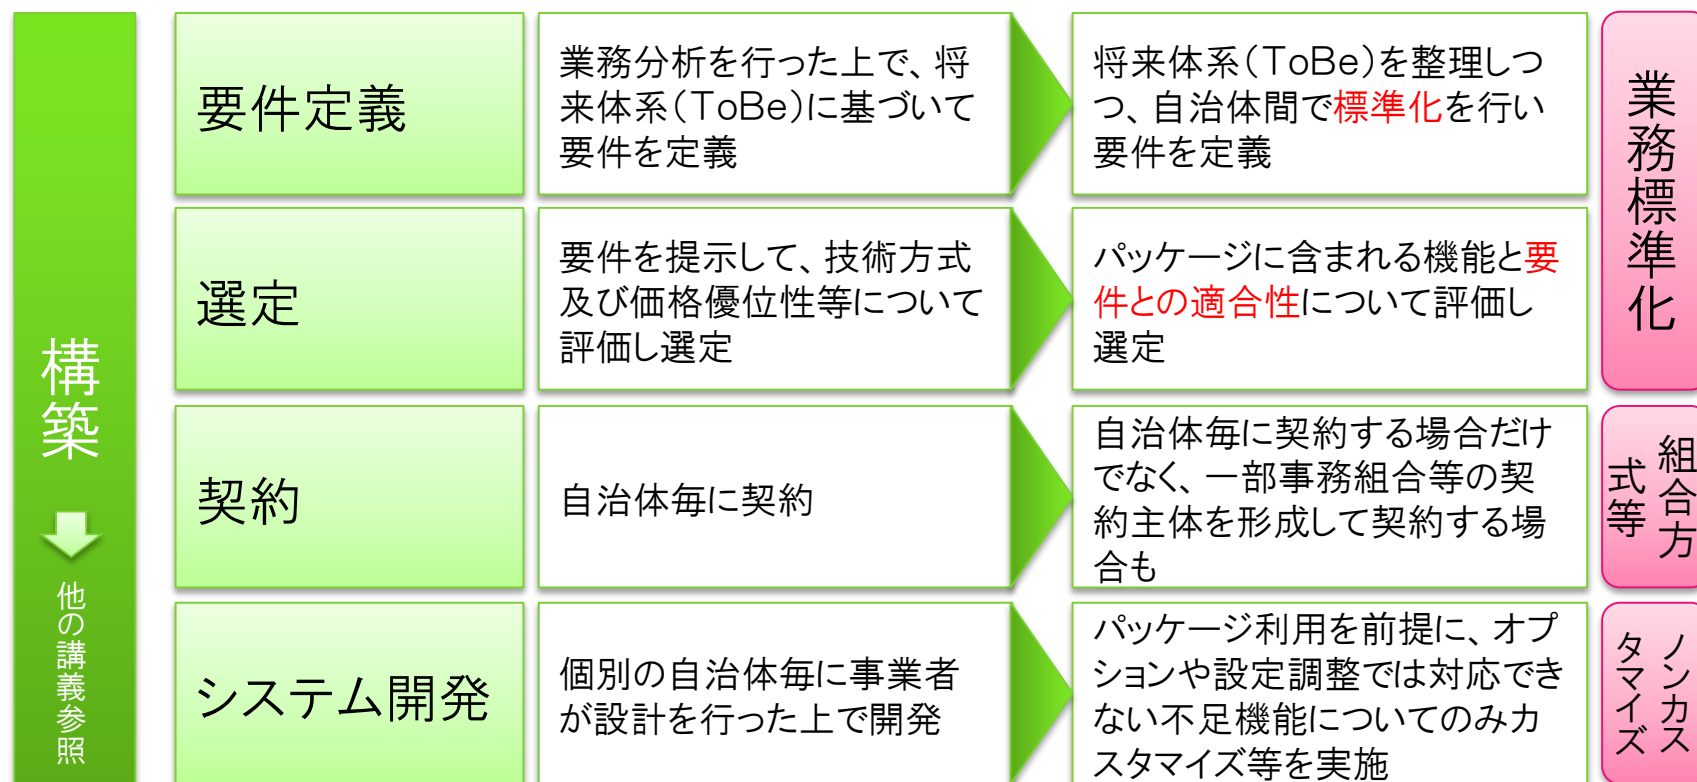 構築
他の講義参照
要件定義
業務分析を行った上で、将
来体系（ToBe）に基づいて
要件を定義
将来体系（ToBe）を整理しつ
つ、自治体間で標準化を行い
要件を定義
業務標準化
選定
要件を提示して、技術方式
及び価格優位性等について
評価し選定
パッケージに含まれる機能と要
件との適合性について評価し
選定
契約
自治体毎に契約
自治体毎に契約する場合だけ
でなく、一部事務組合等の契
約主体を形成して契約する場
合も
組合方
式等
システム開発
個別の自治体毎に事業者
が設計を行った上で開発
パッケージ利用を前提に、オプ
ションや設定調整では対応でき
ない不足機能についてのみカ
スタマイズ等を実施
ノンカス
タマイズ